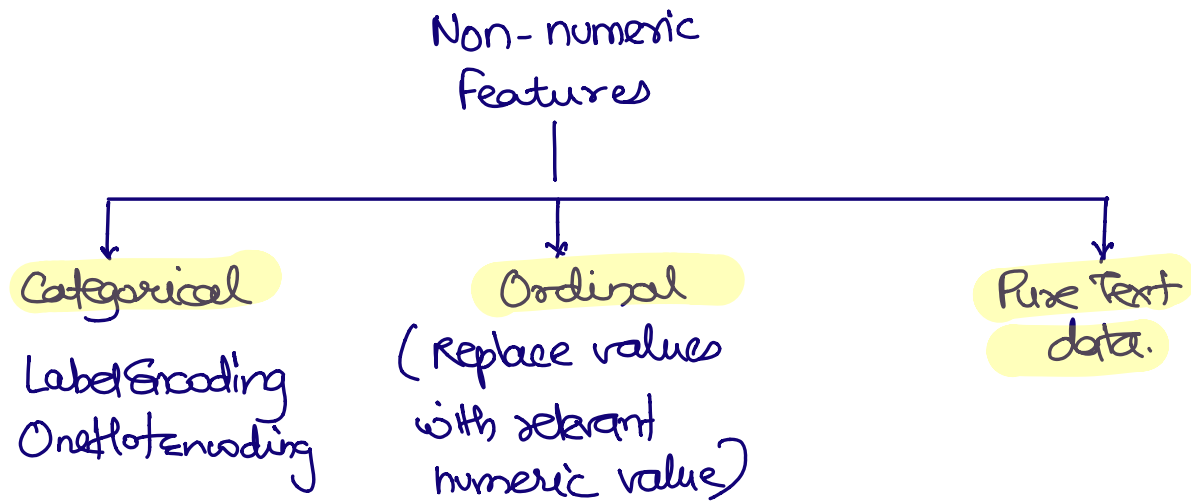 Non-numeric
Features
Categorical
LabelEncoding
OneHotEncoding
Ordinal
(Replace values
with relevant
numeric value)
Pure Text
data.